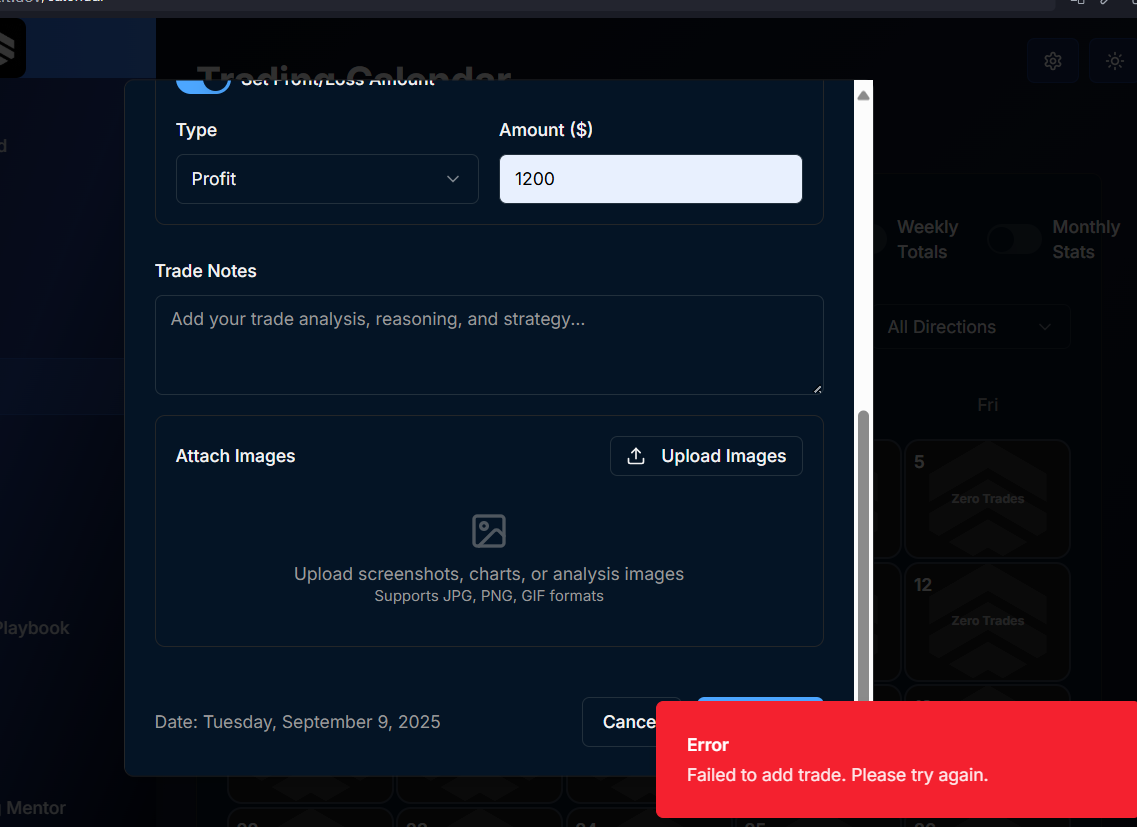 Trading Calendar
Set Profit/Loss Amount
Type
Amount ($)
Profit
1200
Weekly
Totals
Monthly
Stats
Trade Notes
Add your trade analysis, reasoning, and strategy...
All Directions
Fri
Attach Images
Upload Images
5
Zero Trades
Upload screenshots, charts, or analysis images
Supports JPG, PNG, GIF formats
12
Zero Trades
Playbook
Date: Tuesday, September 9, 2025
Cance
Error
Failed to add trade. Please try again.
Mentor